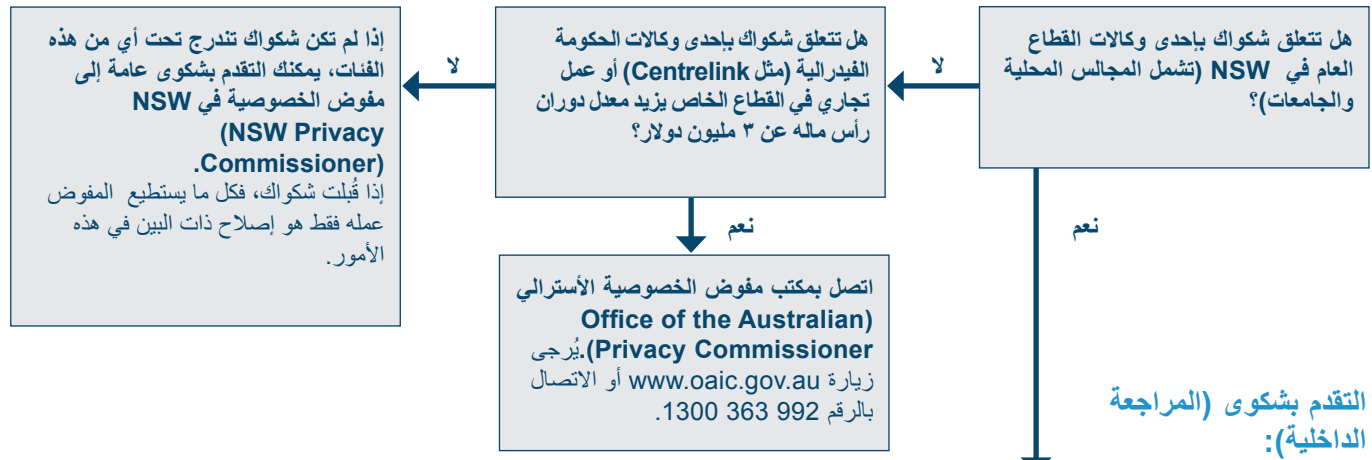 هل تتعلق شكواك بإحدى وكالات القطاع
العام في NSW (تشمل المجالس المحلية
والجامعات)؟
لا
هل تتعلق شكواك بإحدى وكالات الحكومة
الفيدرالية (مثل Centrelink) أو عمل
تجاري في القطاع الخاص يزيد معدل دوران
رأس ماله عن ٣ مليون دولار؟
لا
إذا لم تكن شكواك تندرج تحت أي من هذه
الفئات، يمكنك التقدم بشكوى عامة إلى
مفوض الخصوصية في NSW
(NSW Privacy
Commissioner).
إذا قُبلت شكواك، فكل ما يستطيع المفوض
عمله فقط هو إصلاح ذات البين في هذه
الأمور.
نعم
نعم
اتصل بمكتب مفوض الخصوصية الأسترالي
(Office of the Australian
Privacy Commissioner).يُرجى
زيارة www.oaic.gov.au أو الاتصال
بالرقم 1300 363 992.
التقدم بشكوى (المراجعة
الداخلية):